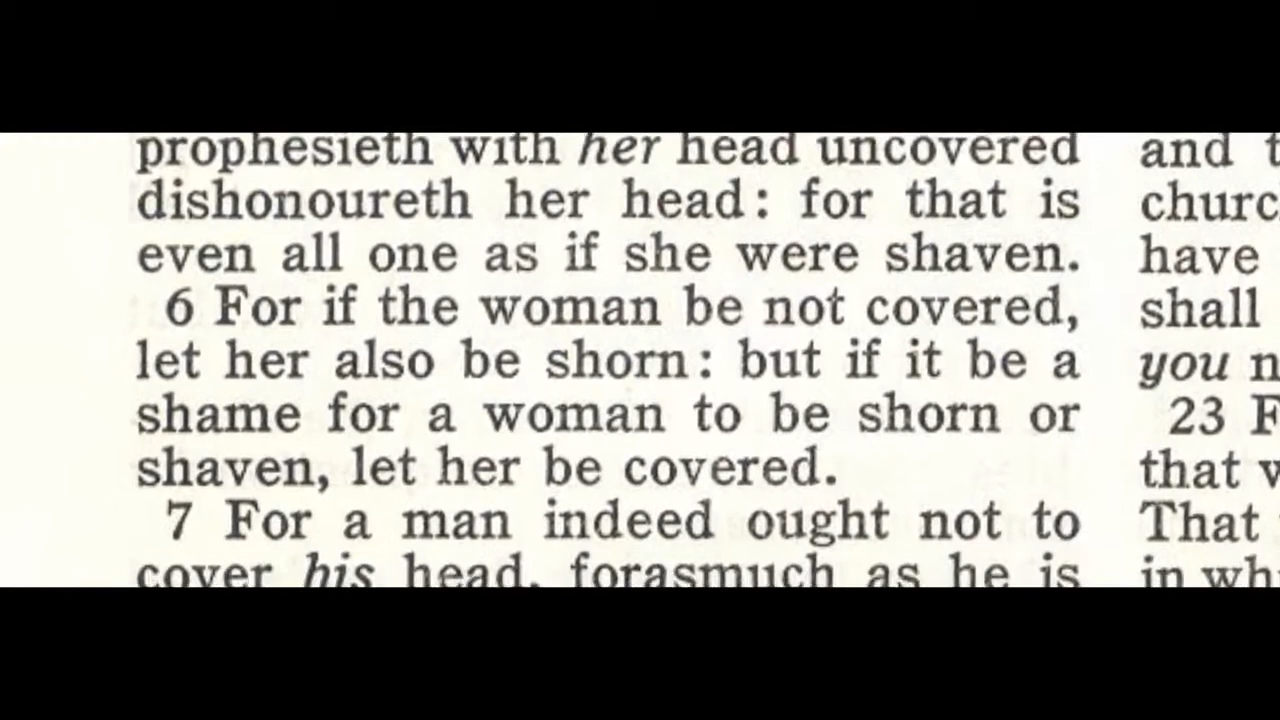 prophesieth with her head uncovered
dishonoureth her head: for that is
even all one as if she were shaven.
6 For if the woman be not covered,
let her also be shorn: but if it be a
shame for a woman to be shorn or
shaven, let her be covered.
7 For a man indeed ought not to
cover his head, forasmuch as he is
and
have
shall
you
23
that
That
in